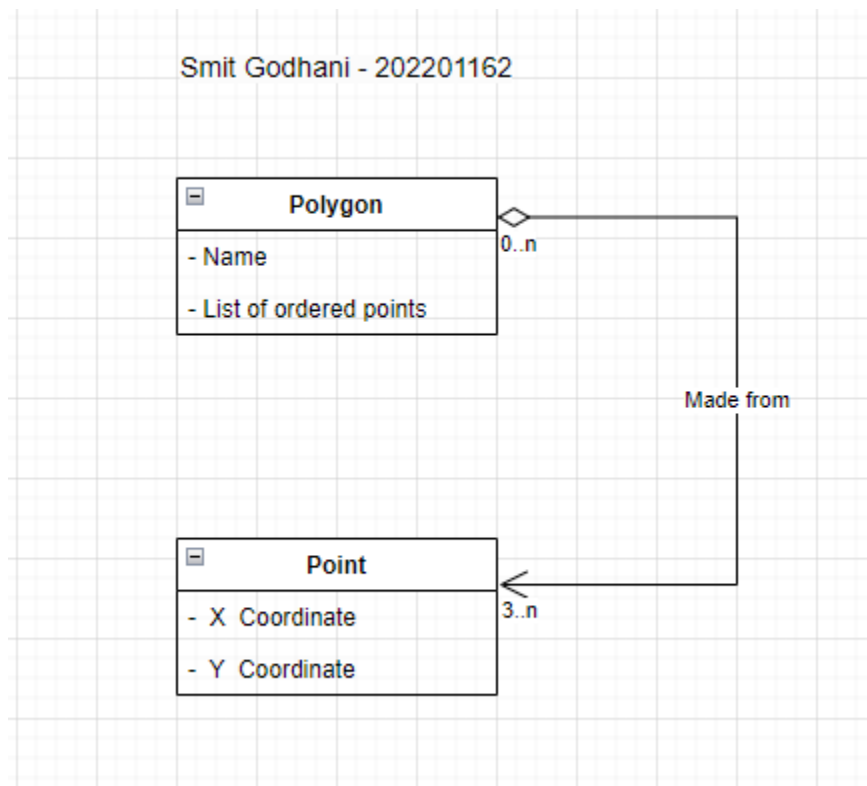 Smit Godhani - 202201162
Polygon
0..n
- Name
- List of ordered points
Made from
Point
3..n
- X Coordinate
- Y Coordinate